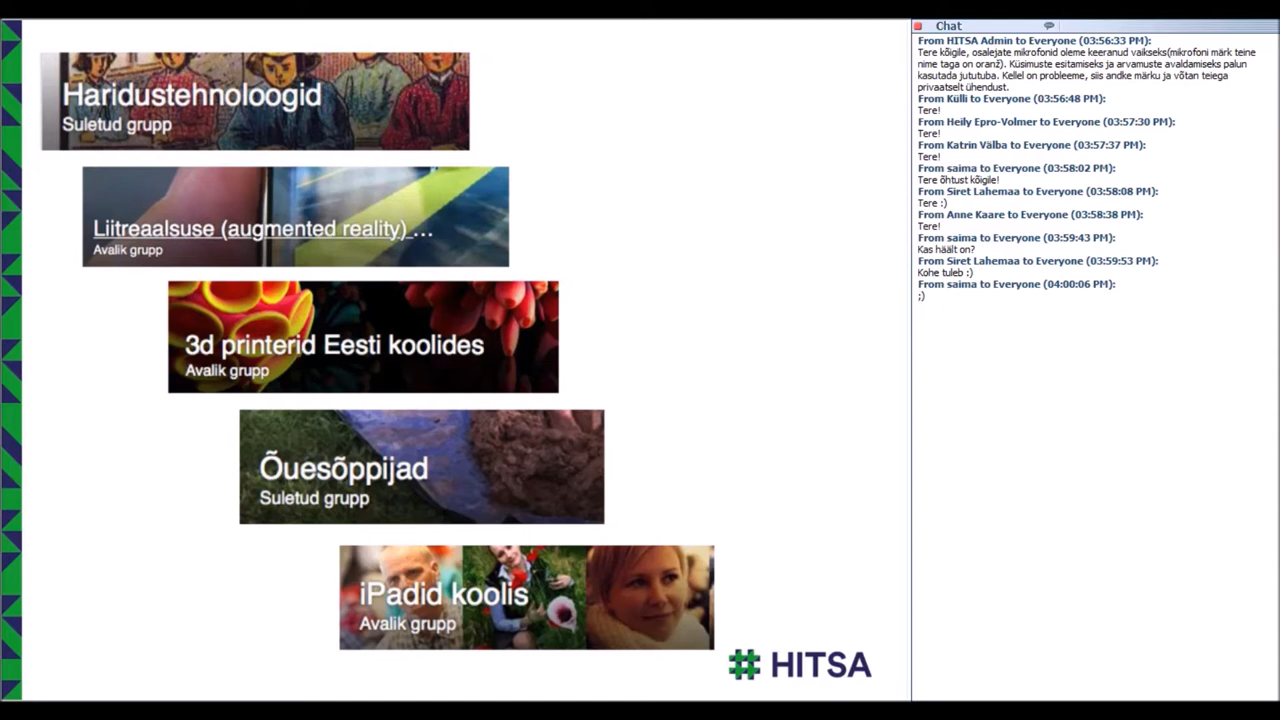 Haridustehnoloogid
Suletud grupp
Liitreaalsuse (augmented reality) ...
Avalik grupp
3d printerid Eesti koolides
Avalik grupp
Õuesõppijad
Suletud grupp
iPadid koolis
Avalik grupp
HITSA
Chat
From HITSA Admin to Everyone (03:56:33 PM):
Tere kõigile, osalejate mikrofonid oleme keeranud vaikseks(mikrofoni märk teine
nime taga on oranž). Küsimuste esitamiseks ja arvamuste avaldamiseks palun
kasutada jututuba. Kellel on probleeme, siis andke märku ja võtan teiega
privaatselt ühendust.
From Külli to Everyone (03:56:48 PM):
Tere!
From Heily Epro-Volmer to Everyone (03:57:30 PM):
Tere!
From Katrin Välba to Everyone (03:57:37 PM):
Tere!
From saima to Everyone (03:58:02 PM):
Tere õhtust kõigile!
From Siret Lahemaa to Everyone (03:58:08 PM):
Tere :)
From Anne Kaare to Everyone (03:58:38 PM):
Tere!
From saima to Everyone (03:59:43 PM):
Kas häält on?
From Siret Lahemaa to Everyone (03:59:53 PM):
Kohe tuleb :)
From saima to Everyone (04:00:06 PM):
;)